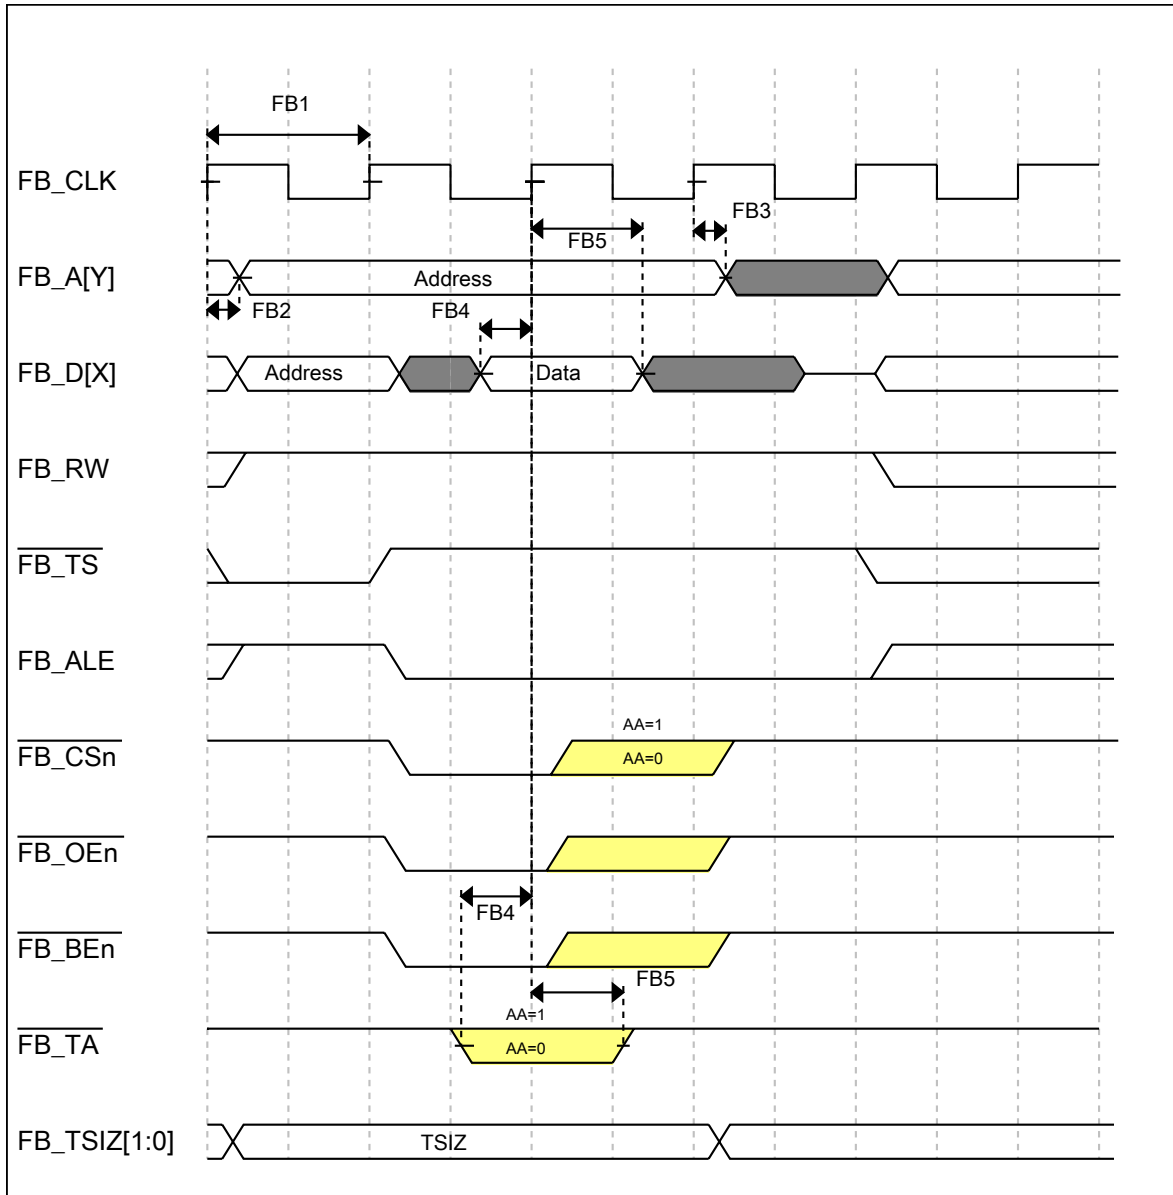 FB1
FB_CLK
FB3
FB5
FB_A[Y]
Address
FB2
FB4
FB_D[X]
Address
Data
FB_RW
FB_TS
FB_ALE
AA=1
FB_CSn
AA=0
FB_OEn
FB4
FB_BEn
FB5
AA=1
FB_TA
AA=0
FB_TSIZ[1:0]
TSIZ